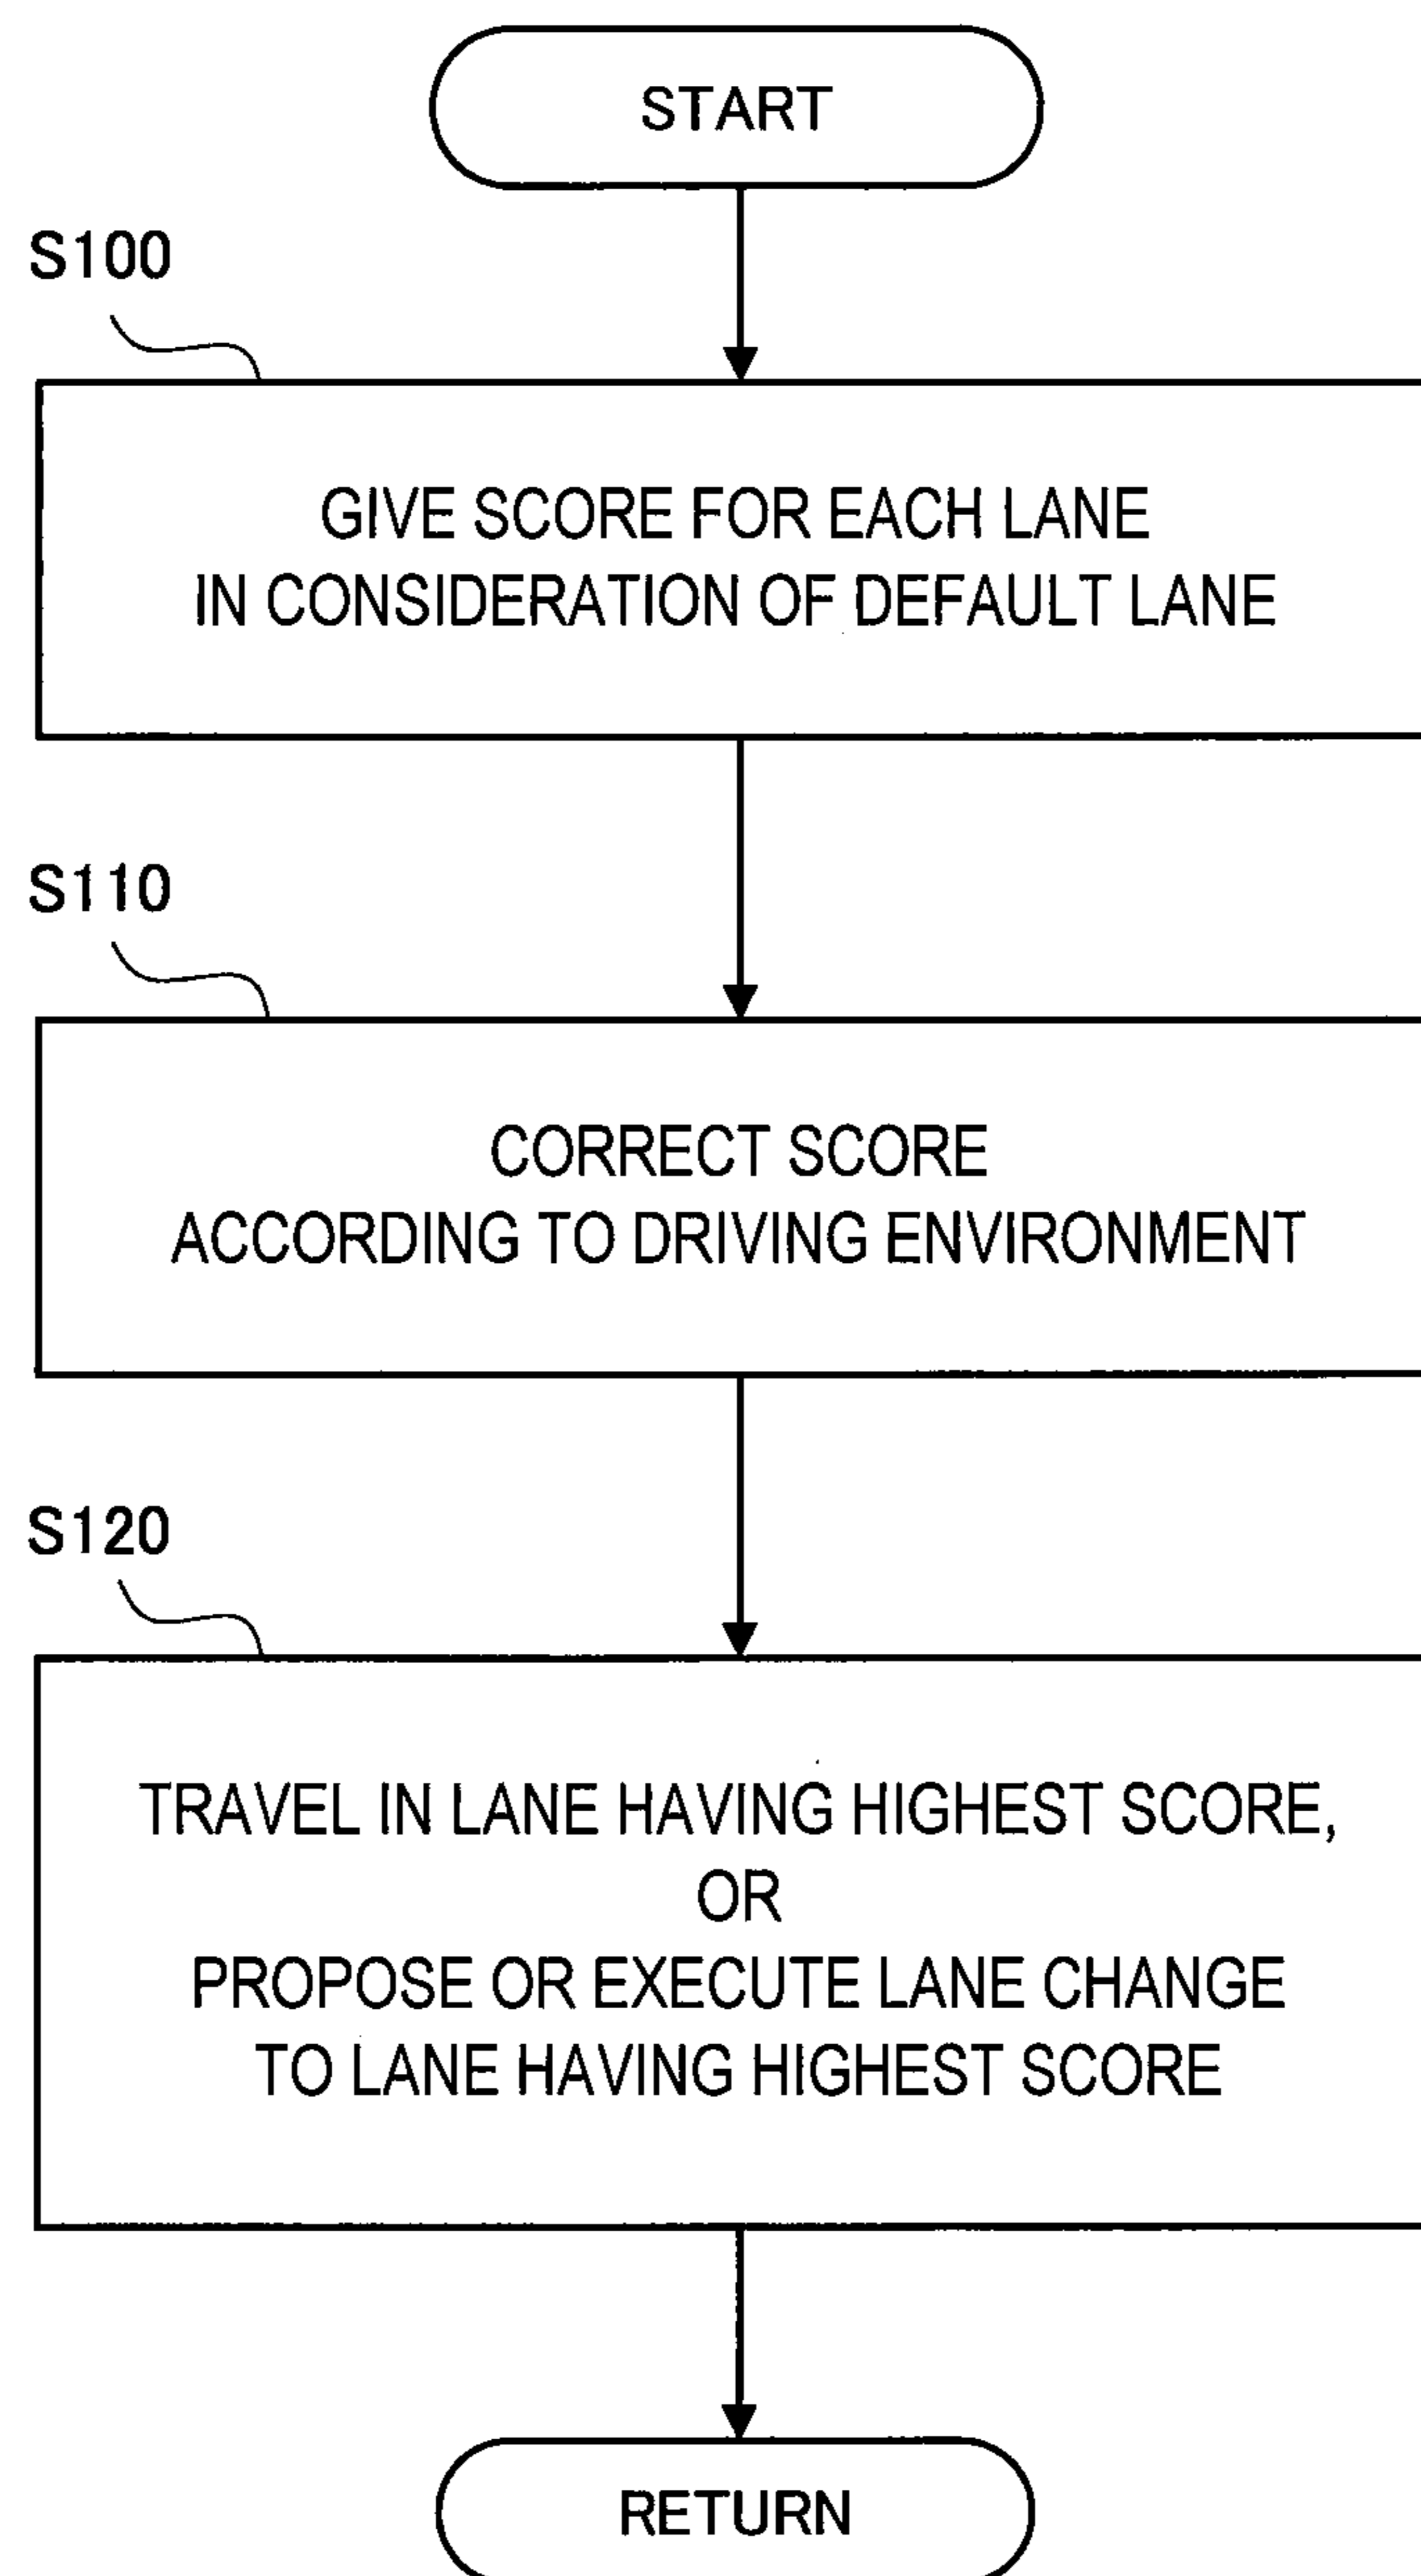 START
S100
GIVE SCORE FOR EACH LANE
IN CONSIDERATION OF DEFAULT LANE
S110
CORRECT SCORE
ACCORDING TO DRIVING ENVIRONMENT
S120
TRAVEL IN LANE HAVING HIGHEST SCORE,
OR
PROPOSE OR EXECUTE LANE CHANGE
TO LANE HAVING HIGHEST SCORE
RETURN